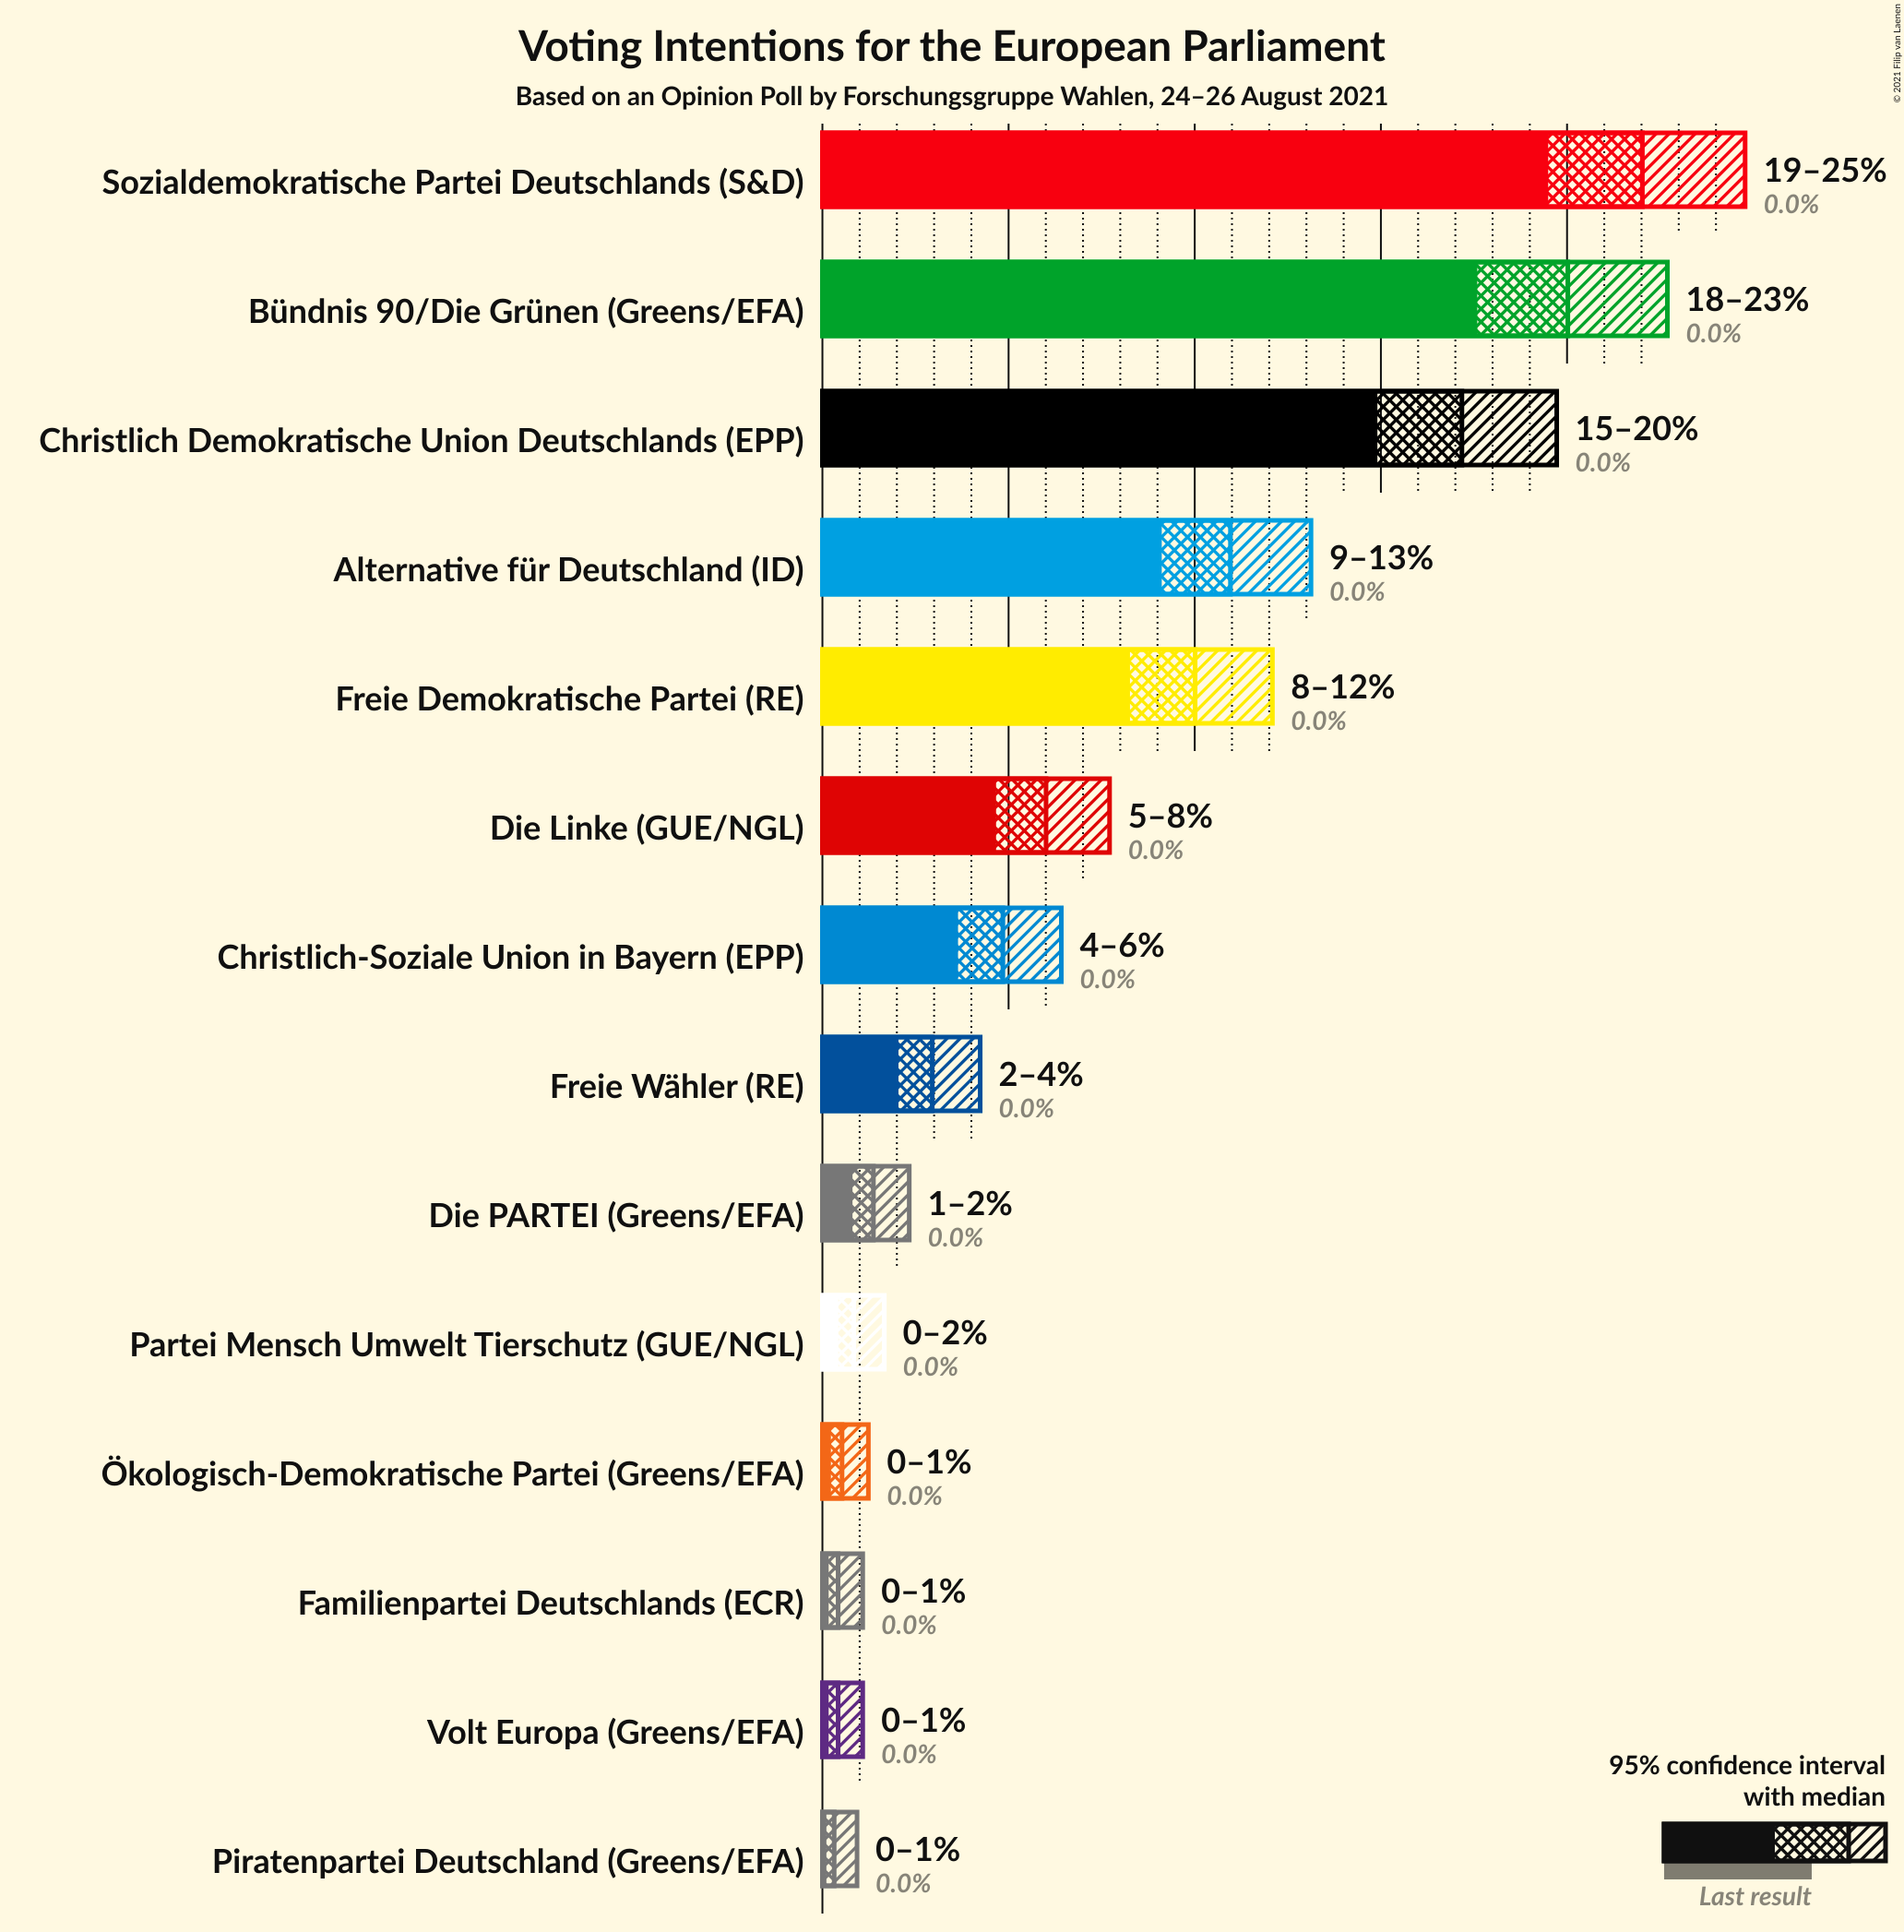 Voting Intentions for the European Parliament
Based on an Opinion Poll by Forschungsgruppe Wahlen, 24–26 August 2021
© 2021 Filip van Laenen
Sozialdemokratische Partei Deutschlands (S&D)
19–25%
0.0%
Bündnis 90/Die Grünen (Greens/EFA)
18–23%
0.0%
Christlich Demokratische Union Deutschlands (EPP)
15–20%
0.0%
Alternative für Deutschland (ID)
9–13%
0.0%
Freie Demokratische Partei (RE)
8–12%
0.0%
Die Linke (GUE/NGL)
5–8%
0.0%
Christlich-Soziale Union in Bayern (EPP)
4–6%
0.0%
Freie Wähler (RE)
2–4%
0.0%
Die PARTEI (Greens/EFA)
1–2%
0.0%
Partei Mensch Umwelt Tierschutz (GUE/NGL)
0–2%
0.0%
Ökologisch-Demokratische Partei (Greens/EFA)
0–1%
0.0%
Familienpartei Deutschlands (ECR)
0–1%
0.0%
Volt Europa (Greens/EFA)
0–1%
0.0%
Piratenpartei Deutschland (Greens/EFA)
0–1%
0.0%
95% confidence interval
with median
Last result